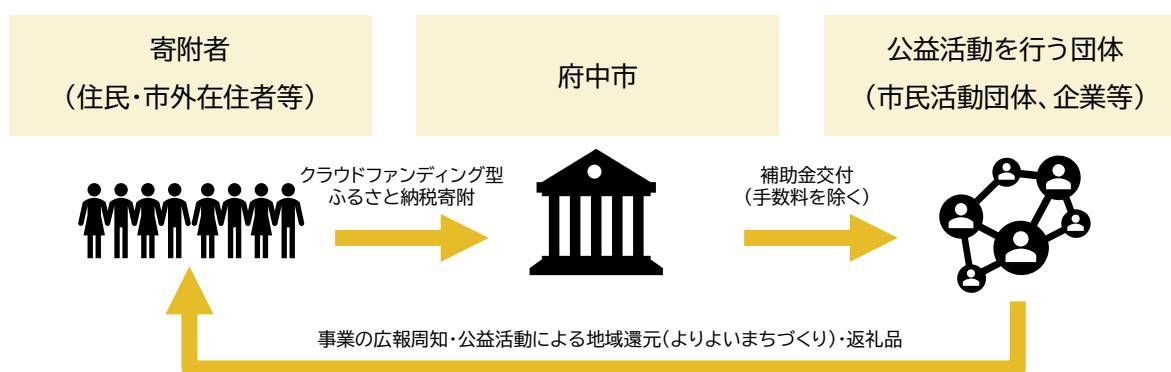 寄附者
（住民・市外在住者等）
府中市
公益活動を行う団体
（市民活動団体、企業等）
クラウドファンディング型
ふるさと納税寄附
補助金交付
（手数料を除く）
事業の広報周知・公益活動による地域還元（よりよいまちづくり）・返礼品